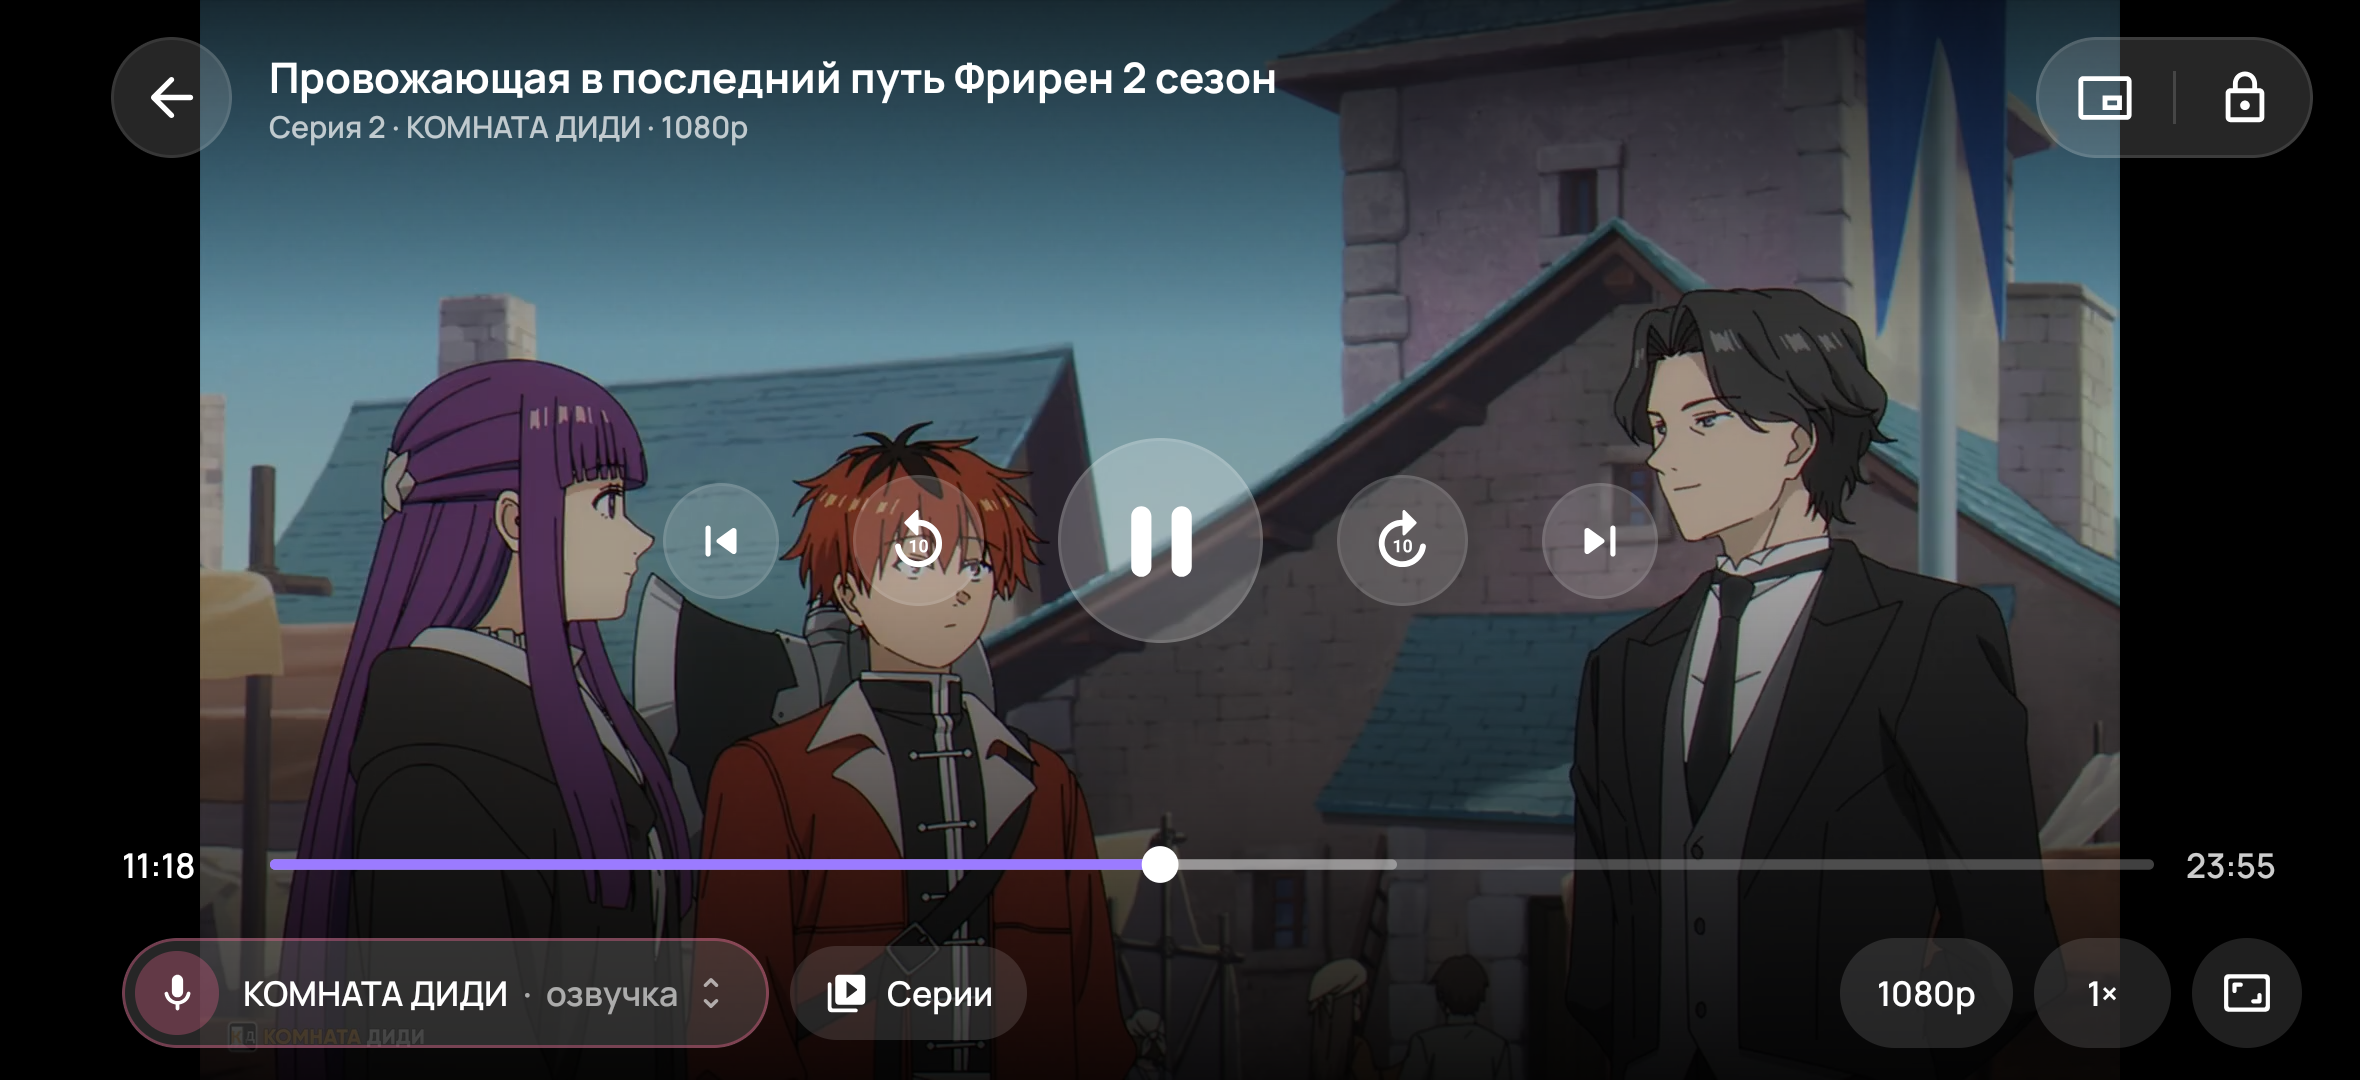 Провожающая в последний путь Фрирен 2 сезон
Серия 2 · КОМНАТА ДИДИ · 1080p
10
10
11:18
23:55
КОМНАТА ДИДИ · озвучка
Серии
1080p
1×
КД КОМНАТА ДИДИ